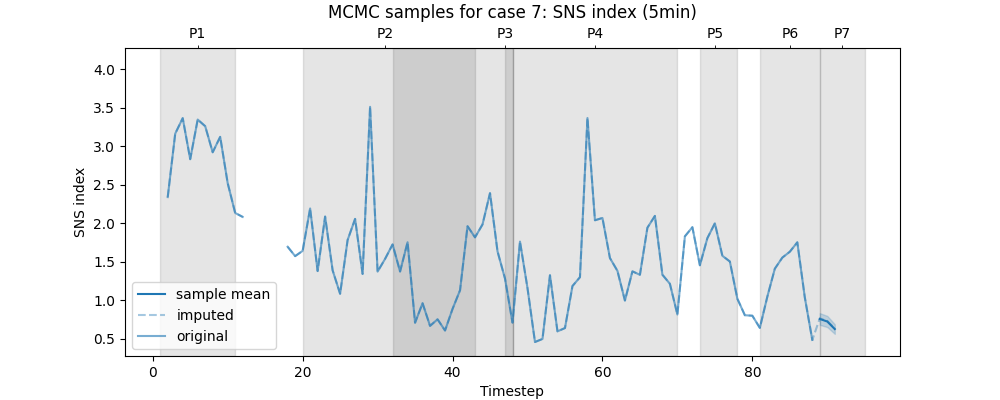 MCMC samples for case 7: SNS index (5min)
P1 P2 P3 P4 P5 P6 P7
4.0
3.5
3.0
2.5
2.0
1.5
1.0
0.5
SNS index
sample mean
imputed
original
0 20 40 60 80
Timestep